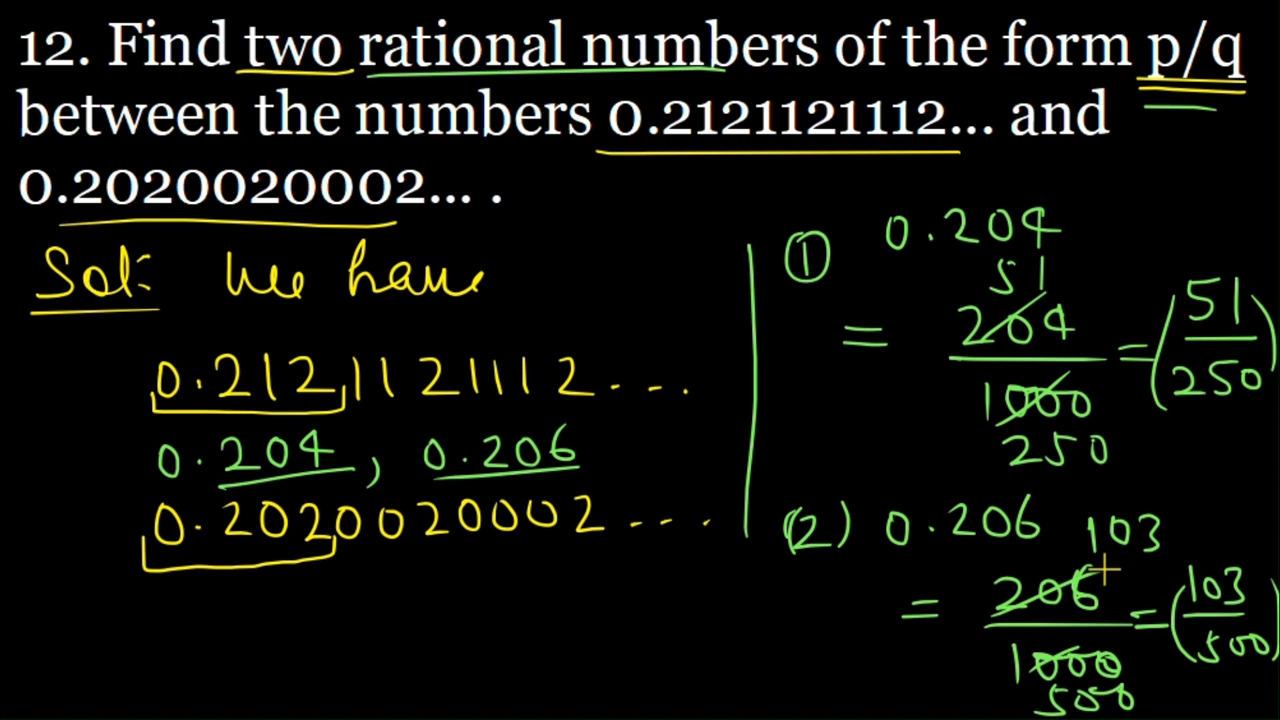 12. Find two rational numbers of the form p/q
between the numbers 0.2121121112... and
0.2020020002... .
Sol: We have
0.2121121112...
0.204, 0.206
0.2020020002...
① 0.204
51
= 204/1000 = (51/250)
250
(2) 0.206
103
= 206/1000 = (103/500)
500